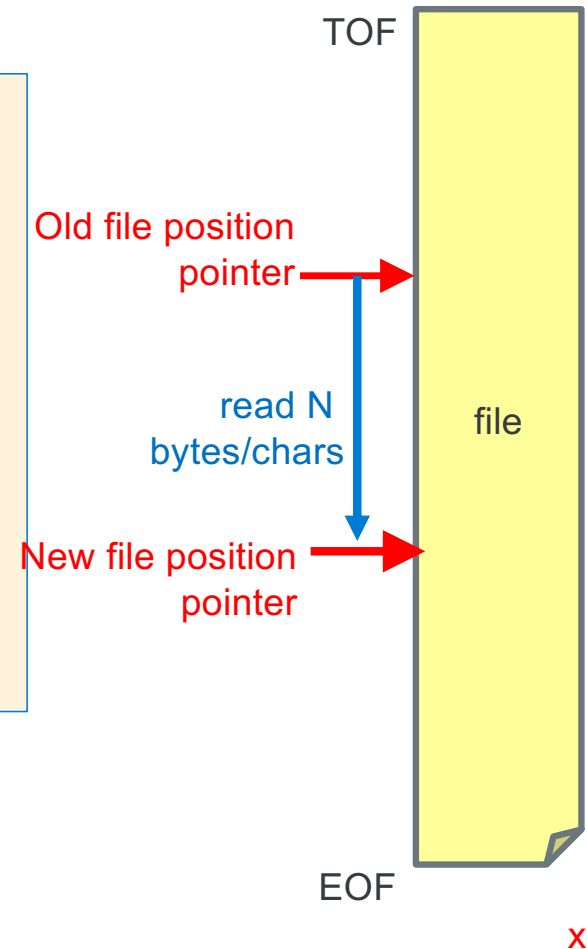 TOF
Old file position
pointer
read N
bytes/chars
file
New file position
pointer
EOF
x